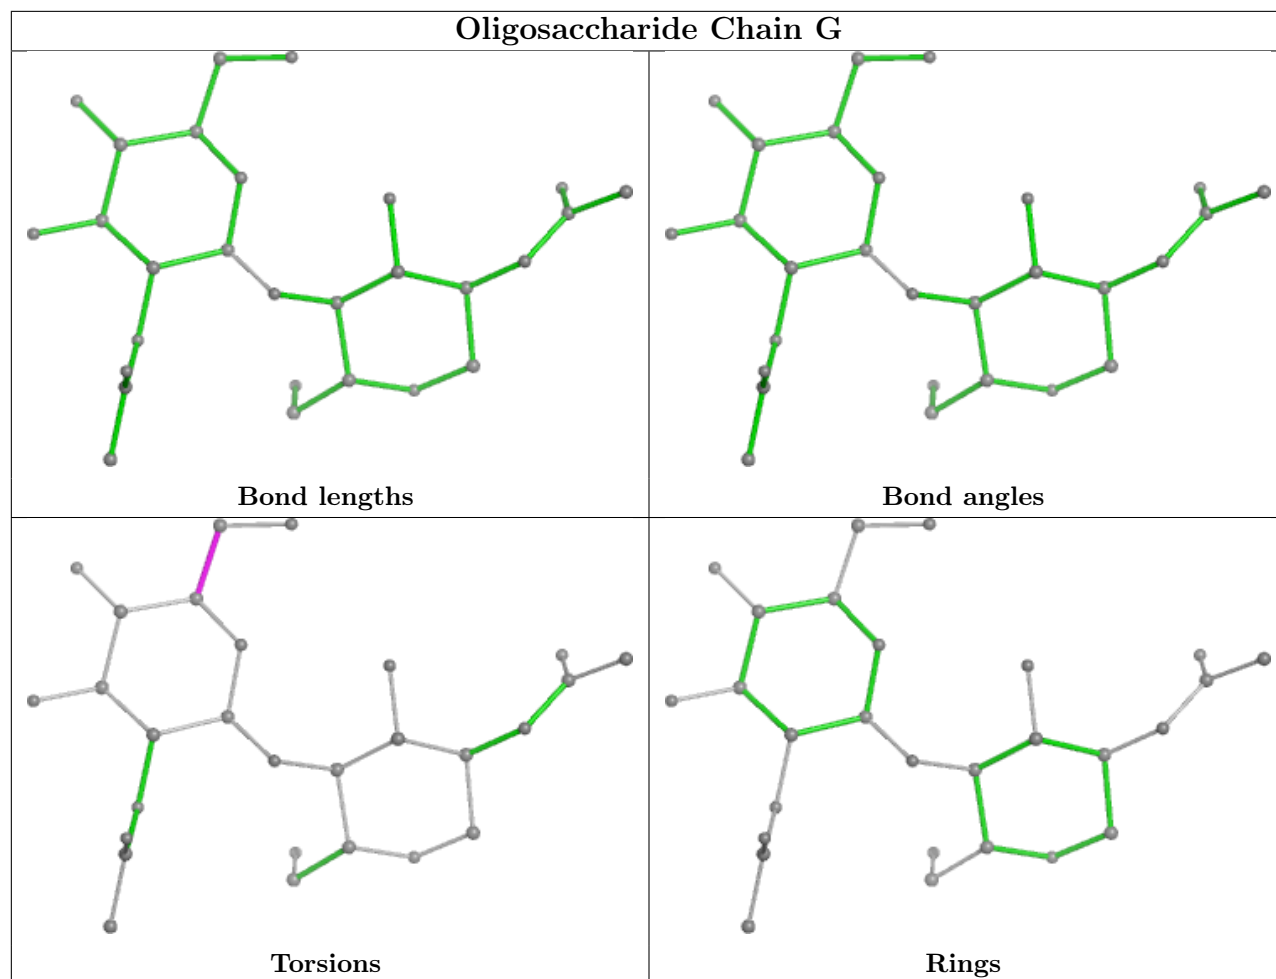 Oligosaccharide Chain G
Bond lengths
Bond angles
Torsions
Rings